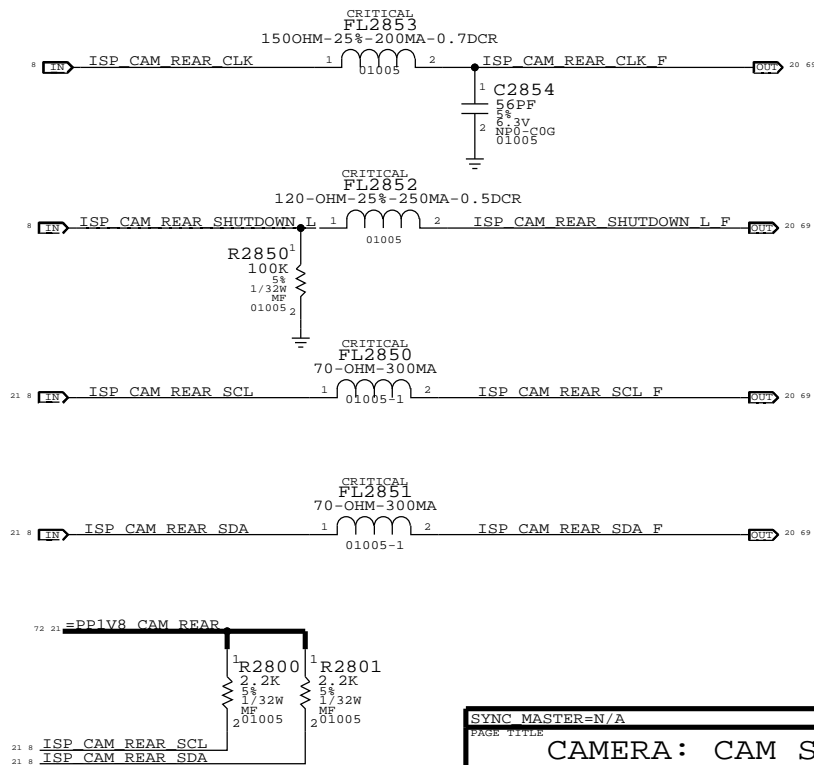 CRITICAL
FL2853
150OHM-25%-200MA-0.7DCR
8 IN ISP_CAM_REAR_CLK 1 2 ISP_CAM_REAR_CLK_F OUT 20 69
01005
1 C2854
56PF
5%
6.3V
2 NP0-C0G
01005
CRITICAL
FL2852
120-OHM-25%-250MA-0.5DCR
8 IN ISP_CAM_REAR_SHUTDOWN_L 1 2 ISP_CAM_REAR_SHUTDOWN_L_F OUT 20 69
01005
R2850 1
100K
5%
1/32W
MF
01005 2
CRITICAL
FL2850
70-OHM-300MA
21 8 IN ISP_CAM_REAR_SCL 1 2 ISP_CAM_REAR_SCL_F OUT 20 69
01005-1
CRITICAL
FL2851
70-OHM-300MA
21 8 IN ISP_CAM_REAR_SDA 1 2 ISP_CAM_REAR_SDA_F OUT 20 69
01005-1
72 21 =PP1V8_CAM_REAR
1 R2800 1 R2801
2.2K 2.2K
5% 5%
1/32W 1/32W
MF MF
2 01005 2 01005
21 8 ISP_CAM_REAR_SCL
21 8 ISP_CAM_REAR_SDA
SYNC_MASTER=N/A
PAGE TITLE
CAMERA: CAM S